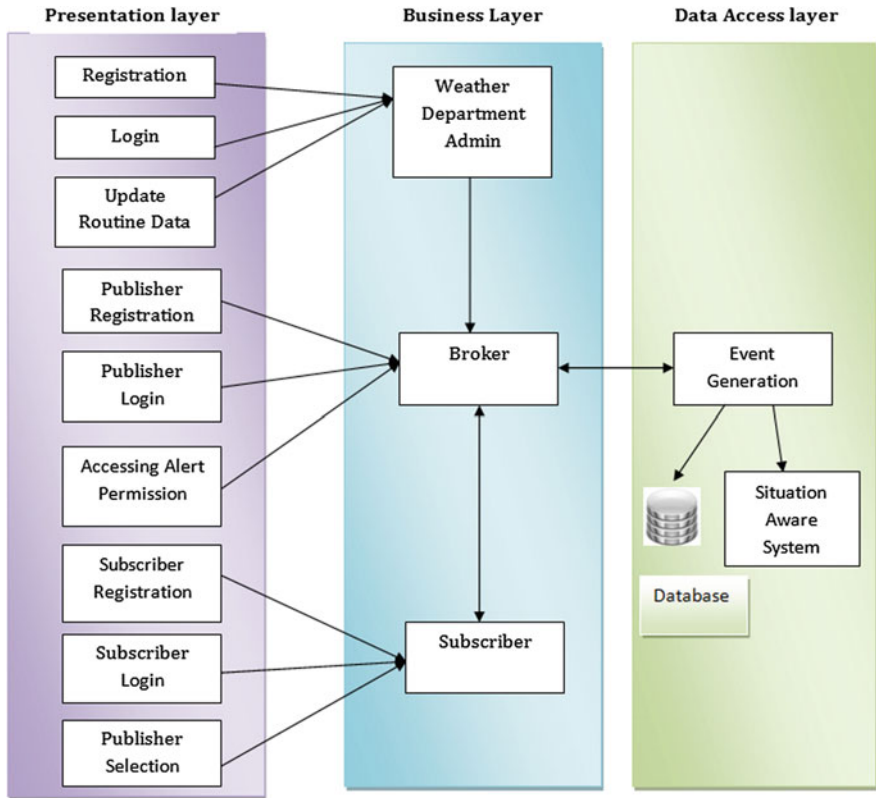 Presentation layer
Business Layer
Data Access layer
Registration
Login
Update
Routine Data
Publisher
Registration
Publisher
Login
Accessing Alert
Permission
Subscriber
Registration
Subscriber
Login
Publisher
Selection
Weather
Department
Admin
Broker
Subscriber
Event
Generation
Situation
Aware
System
Database